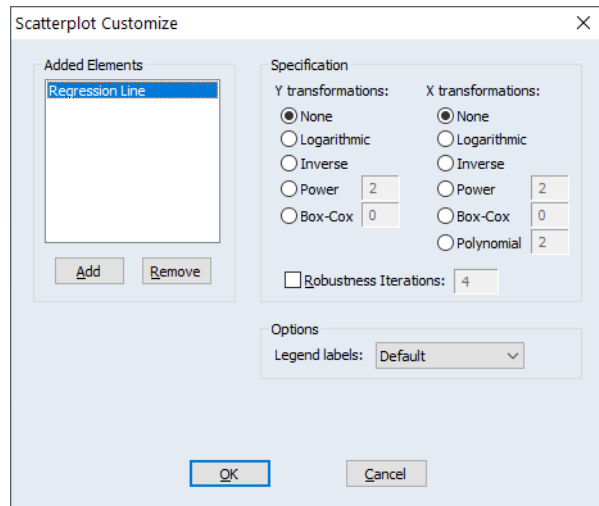 Scatterplot Customize
Added Elements
Regression Line
Add
Remove
Specification
Y transformations:
None
Logarithmic
Inverse
Power 2
Box-Cox 0
X transformations:
None
Logarithmic
Inverse
Power 2
Box-Cox 0
Polynomial 2
Robustness Iterations: 4
Options
Legend labels: Default
OK
Cancel